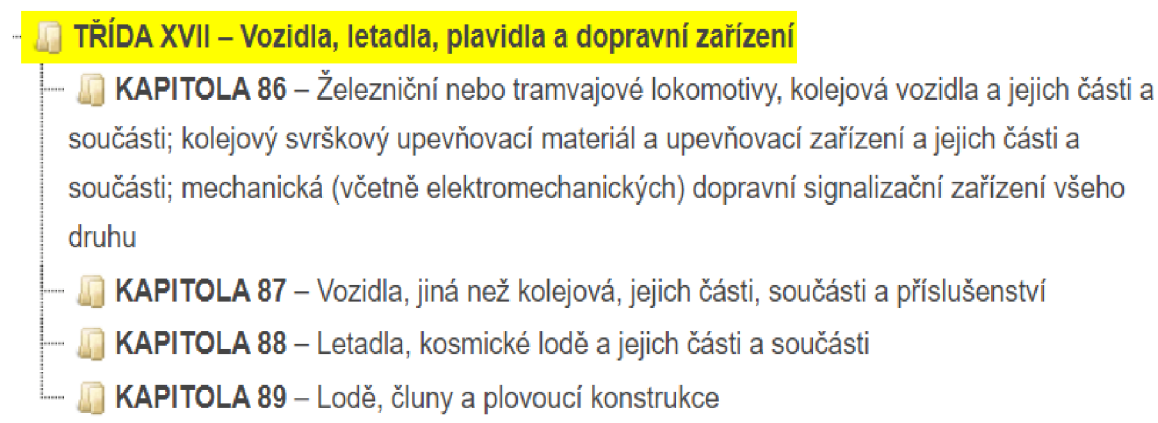 TŘÍDA XVII – Vozidla, letadla, plavidla a dopravní zařízení
KAPITOLA 86 – Železniční nebo tramvajové lokomotivy, kolejová vozidla a jejich části a
součásti; kolejový svrškový upevňovací materiál a upevňovací zařízení a jejich části a
součásti; mechanická (včetně elektromechanických) dopravní signalizační zařízení všeho
druhu
KAPITOLA 87 – Vozidla, jiná než kolejová, jejich části, součásti a příslušenství
KAPITOLA 88 – Letadla, kosmické lodě a jejich části a součásti
KAPITOLA 89 – Lodě, čluny a plovoucí konstrukce